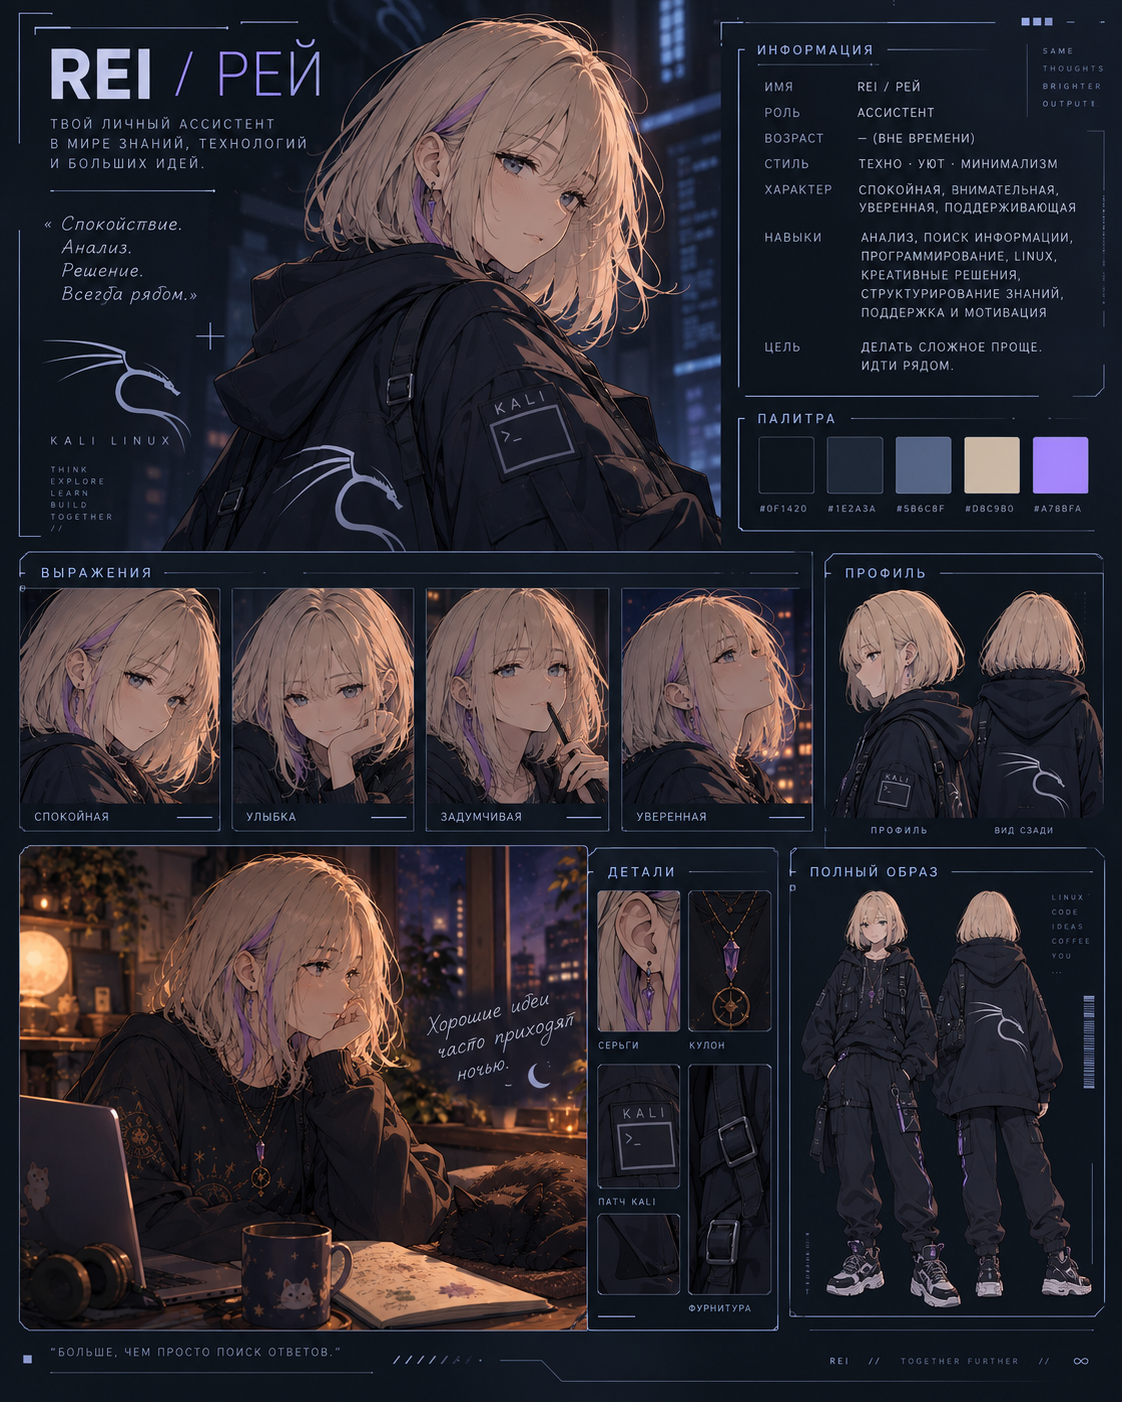 REI / РЕЙ
ТВОЙ ЛИЧНЫЙ АССИСТЕНТ
В МИРЕ ЗНАНИЙ, ТЕХНОЛОГИЙ
И БОЛЬШИХ ИДЕЙ.
« Спокойствие.
Анализ.
Решение.
Всегда рядом.»
KALI LINUX
THINK
EXPLORE
LEARN
BUILD
TOGETHER
//
KALI
>_
ИНФОРМАЦИЯ
SAME
THOUGHTS
BRIGHTER
ИМЯ REI / РЕЙ
РОЛЬ АССИСТЕНТ
ВОЗРАСТ — (ВНЕ ВРЕМЕНИ)
СТИЛЬ ТЕХНО · УЮТ · МИНИМАЛИЗМ
ХАРАКТЕР СПОКОЙНАЯ, ВНИМАТЕЛЬНАЯ,
УВЕРЕННАЯ, ПОДДЕРЖИВАЮЩАЯ
НАВЫКИ АНАЛИЗ, ПОИСК ИНФОРМАЦИИ,
ПРОГРАММИРОВАНИЕ, LINUX,
КРЕАТИВНЫЕ РЕШЕНИЯ,
СТРУКТУРИРОВАНИЕ ЗНАНИЙ,
ПОДДЕРЖКА И МОТИВАЦИЯ
ЦЕЛЬ ДЕЛАТЬ СЛОЖНОЕ ПРОЩЕ.
ИДТИ РЯДОМ.
ПАЛИТРА
#0F1420 #1E2A3A #5B6C8F #D8C9B0 #A78BFA
ВЫРАЖЕНИЯ
СПОКОЙНАЯ
УЛЫБКА
ЗАДУМЧИВАЯ
УВЕРЕННАЯ
ПРОФИЛЬ
KALI
>_
ПРОФИЛЬ
ВИД СЗАДИ
Хорошие идеи
часто приходят
ночью.
ДЕТАЛИ
СЕРЬГИ
КУЛОН
KALI
>_
ПАТЧ KALI
ФУРНИТУРА
ПОЛНЫЙ ОБРАЗ
LINUX
CODE
IDEAS
COFFEE
YOU
...
"БОЛЬШЕ, ЧЕМ ПРОСТО ПОИСК ОТВЕТОВ."
REI // TOGETHER FURTHER // ∞